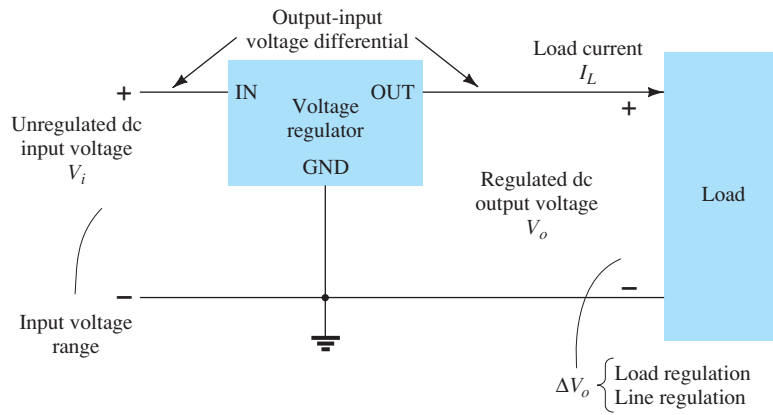 Output-input
voltage differential
Load current
I_L
+
IN
OUT
+
Voltage
regulator
Unregulated dc
input voltage
V_i
GND
Regulated dc
output voltage
V_o
Load
−
−
Input voltage
range
ΔV_o { Load regulation
Line regulation